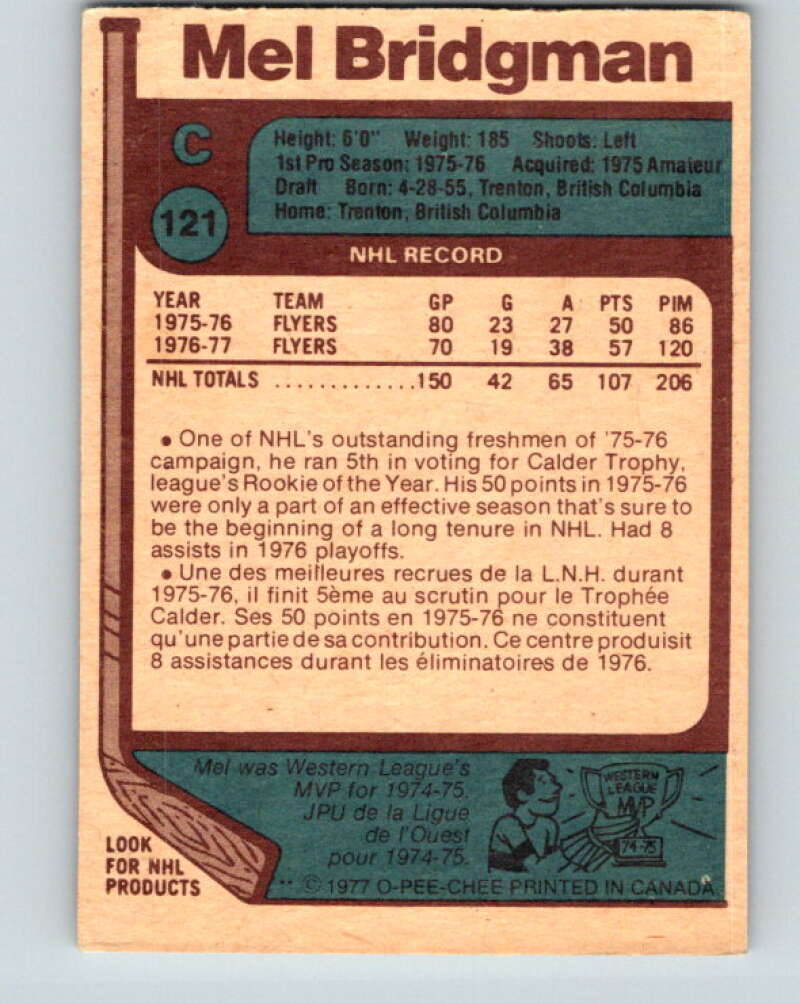 Mel Bridgman
C
121
Height: 6'0" Weight: 185 Shoots: Left
1st Pro Season: 1975-76 Acquired: 1975 Amateur
Draft Born: 4-28-55, Trenton, British Columbia
Home: Trenton, British Columbia
NHL RECORD
YEAR TEAM GP G A PTS PIM
1975-76 FLYERS 80 23 27 50 86
1976-77 FLYERS 70 19 38 57 120
NHL TOTALS .............150 42 65 107 206
• One of NHL's outstanding freshmen of '75-76
campaign, he ran 5th in voting for Calder Trophy,
league's Rookie of the Year. His 50 points in 1975-76
were only a part of an effective season that's sure to
be the beginning of a long tenure in NHL. Had 8
assists in 1976 playoffs.
• Une des meilleures recrues de la L.N.H. durant
1975-76, il finit 5ème au scrutin pour le Trophée
Calder. Ses 50 points en 1975-76 ne constituent
qu'une partie de sa contribution. Ce centre produisit
8 assistances durant les éliminatoires de 1976.
Mel was Western League's
MVP for 1974-75.
JPU de la Ligue
de l'Ouest
pour 1974-75.
WESTERN
LEAGUE
MVP
74-75
LOOK
FOR NHL
PRODUCTS
** © 1977 O-PEE-CHEE PRINTED IN CANADA